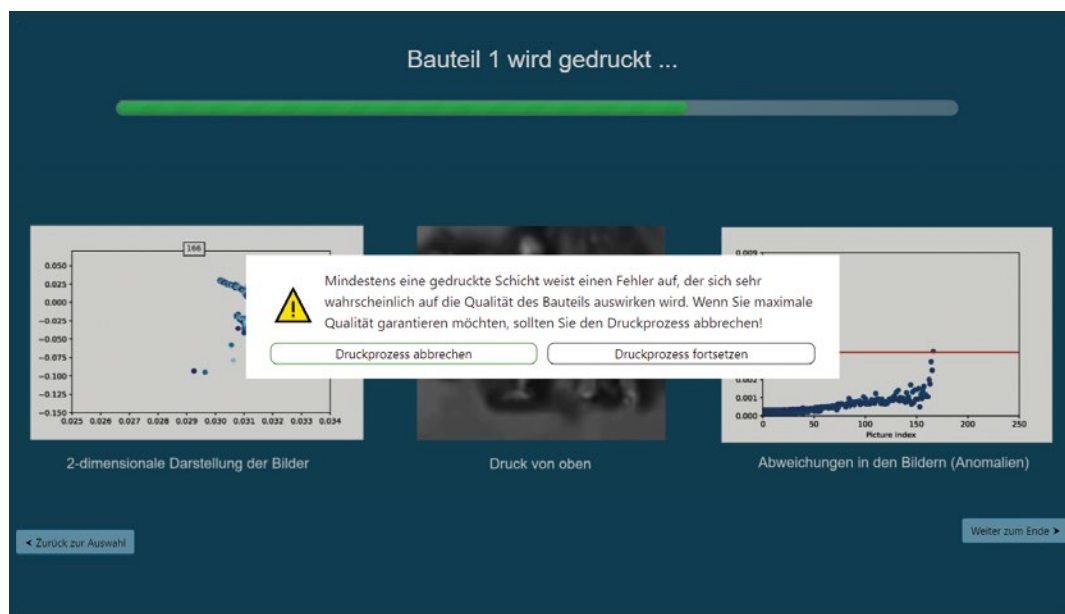 Bauteil 1 wird gedruckt ...
166
0.050
0.025
0.000
−0.025
−0.050
−0.075
−0.100
−0.125
−0.150
0.025 0.026 0.027 0.028 0.029 0.030 0.031 0.032 0.033 0.034
Mindestens eine gedruckte Schicht weist einen Fehler auf, der sich sehr
wahrscheinlich auf die Qualität des Bauteils auswirken wird. Wenn Sie maximale
Qualität garantieren möchten, sollten Sie den Druckprozess abbrechen!
Druckprozess abbrechen
Druckprozess fortsetzen
0.009
0.002
0.001
0.000
0 50 100 150 200 250
Picture Index
2-dimensionale Darstellung der Bilder
Druck von oben
Abweichungen in den Bildern (Anomalien)
Zurück zur Auswahl
Weiter zum Ende